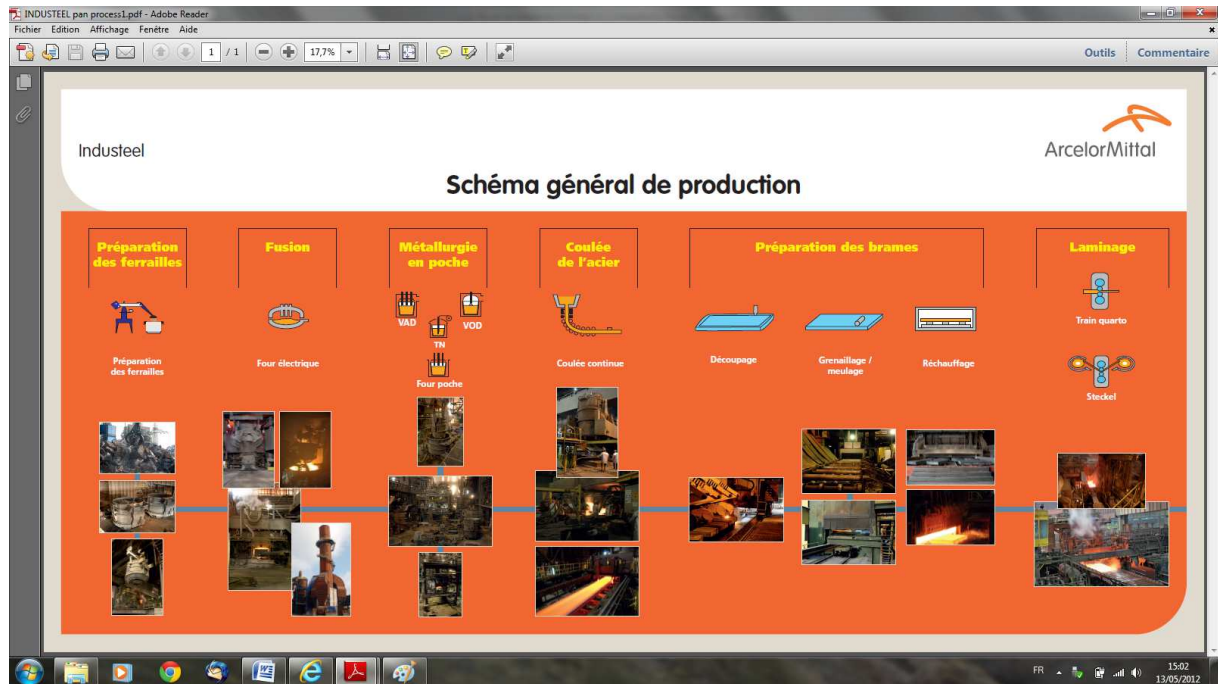 INDUSTEEL pan process1.pdf - Adobe Reader
Fichier Edition Affichage Fenêtre Aide
1 / 1 17,7% Outils Commentaire
Industeel
ArcelorMittal
Schéma général de production
Préparation
des ferrailles
Fusion
Métallurgie
en poche
Coulée
de l'acier
Préparation des brames
Laminage
VAD
VOD
TN
Four poche
Préparation
des ferrailles
Four électrique
Coulée continue
Découpage
Grenaillage /
meulage
Réchauffage
Train quarto
Steckel
FR
15:02
13/05/2012